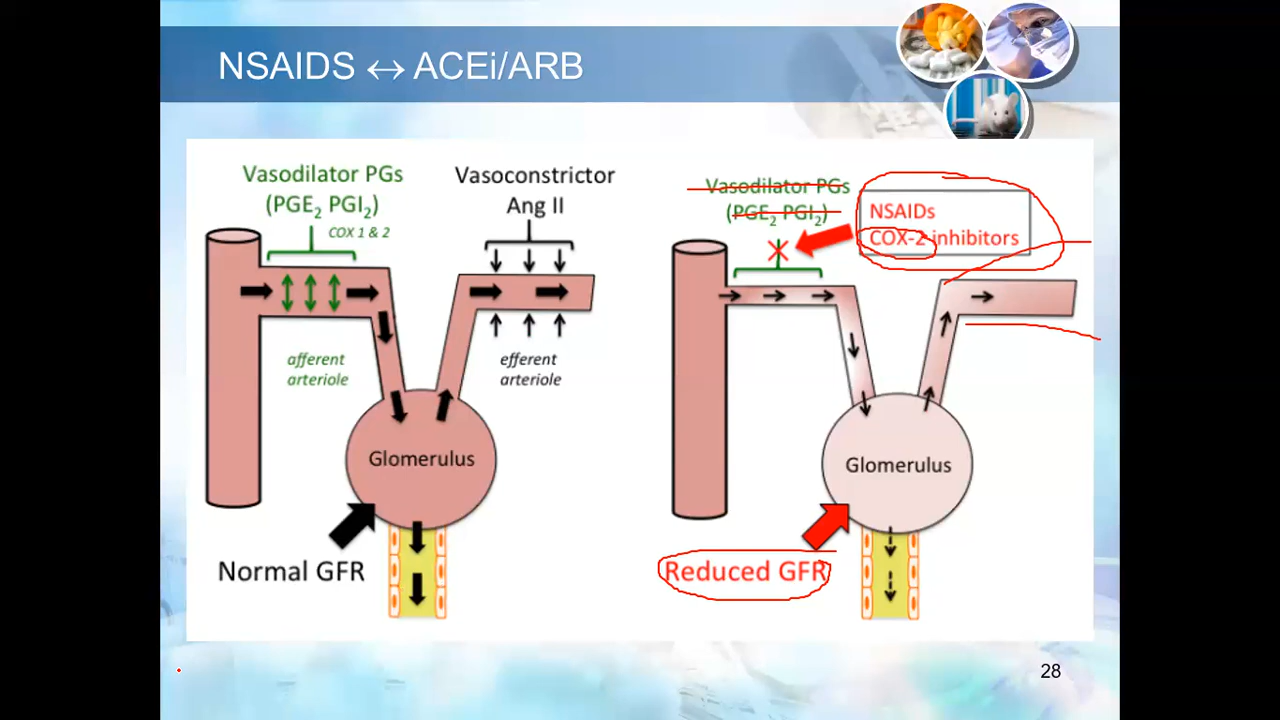 NSAIDS ↔ ACEi/ARB
Vasodilator PGs
(PGE₂ PGI₂)
COX 1 & 2
Vasoconstrictor
Ang II
afferent
arteriole
efferent
arteriole
Glomerulus
Normal GFR
Vasodilator PGs
(PGE₂ PGI₂)
NSAIDs
COX-2 inhibitors
Glomerulus
Reduced GFR
28